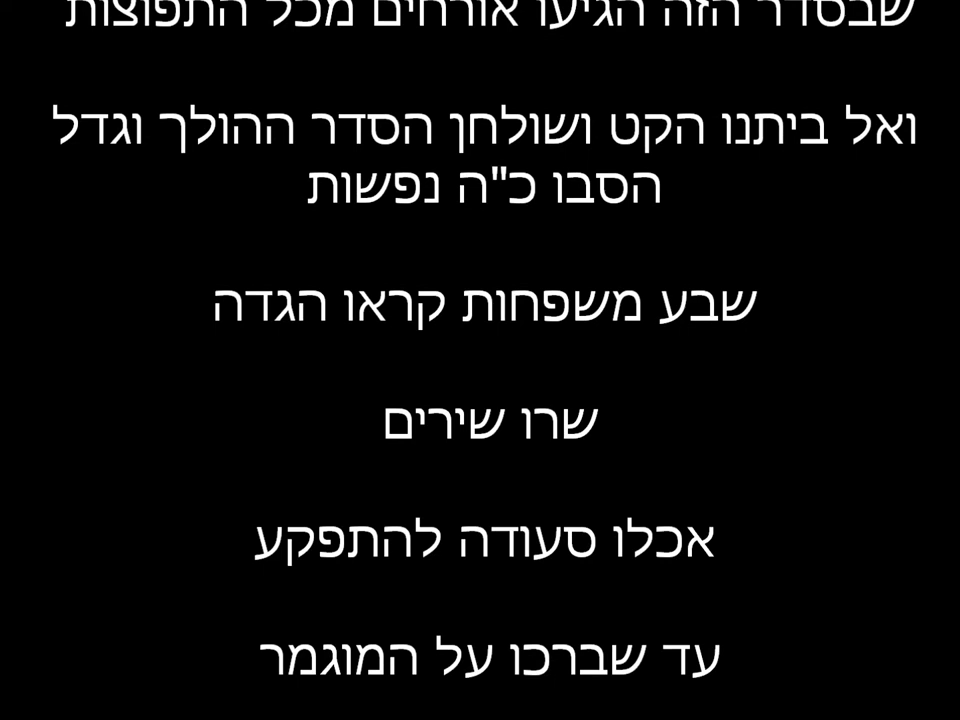 שבסדר הזה הגיעו אורחים מכל התפוצות
ואל ביתנו הקט ושולחן הסדר ההולך וגדל
הסבו כ"ה נפשות
שבע משפחות קראו הגדה
שרו שירים
אכלו סעודה להתפקע
עד שברכו על המוגמר